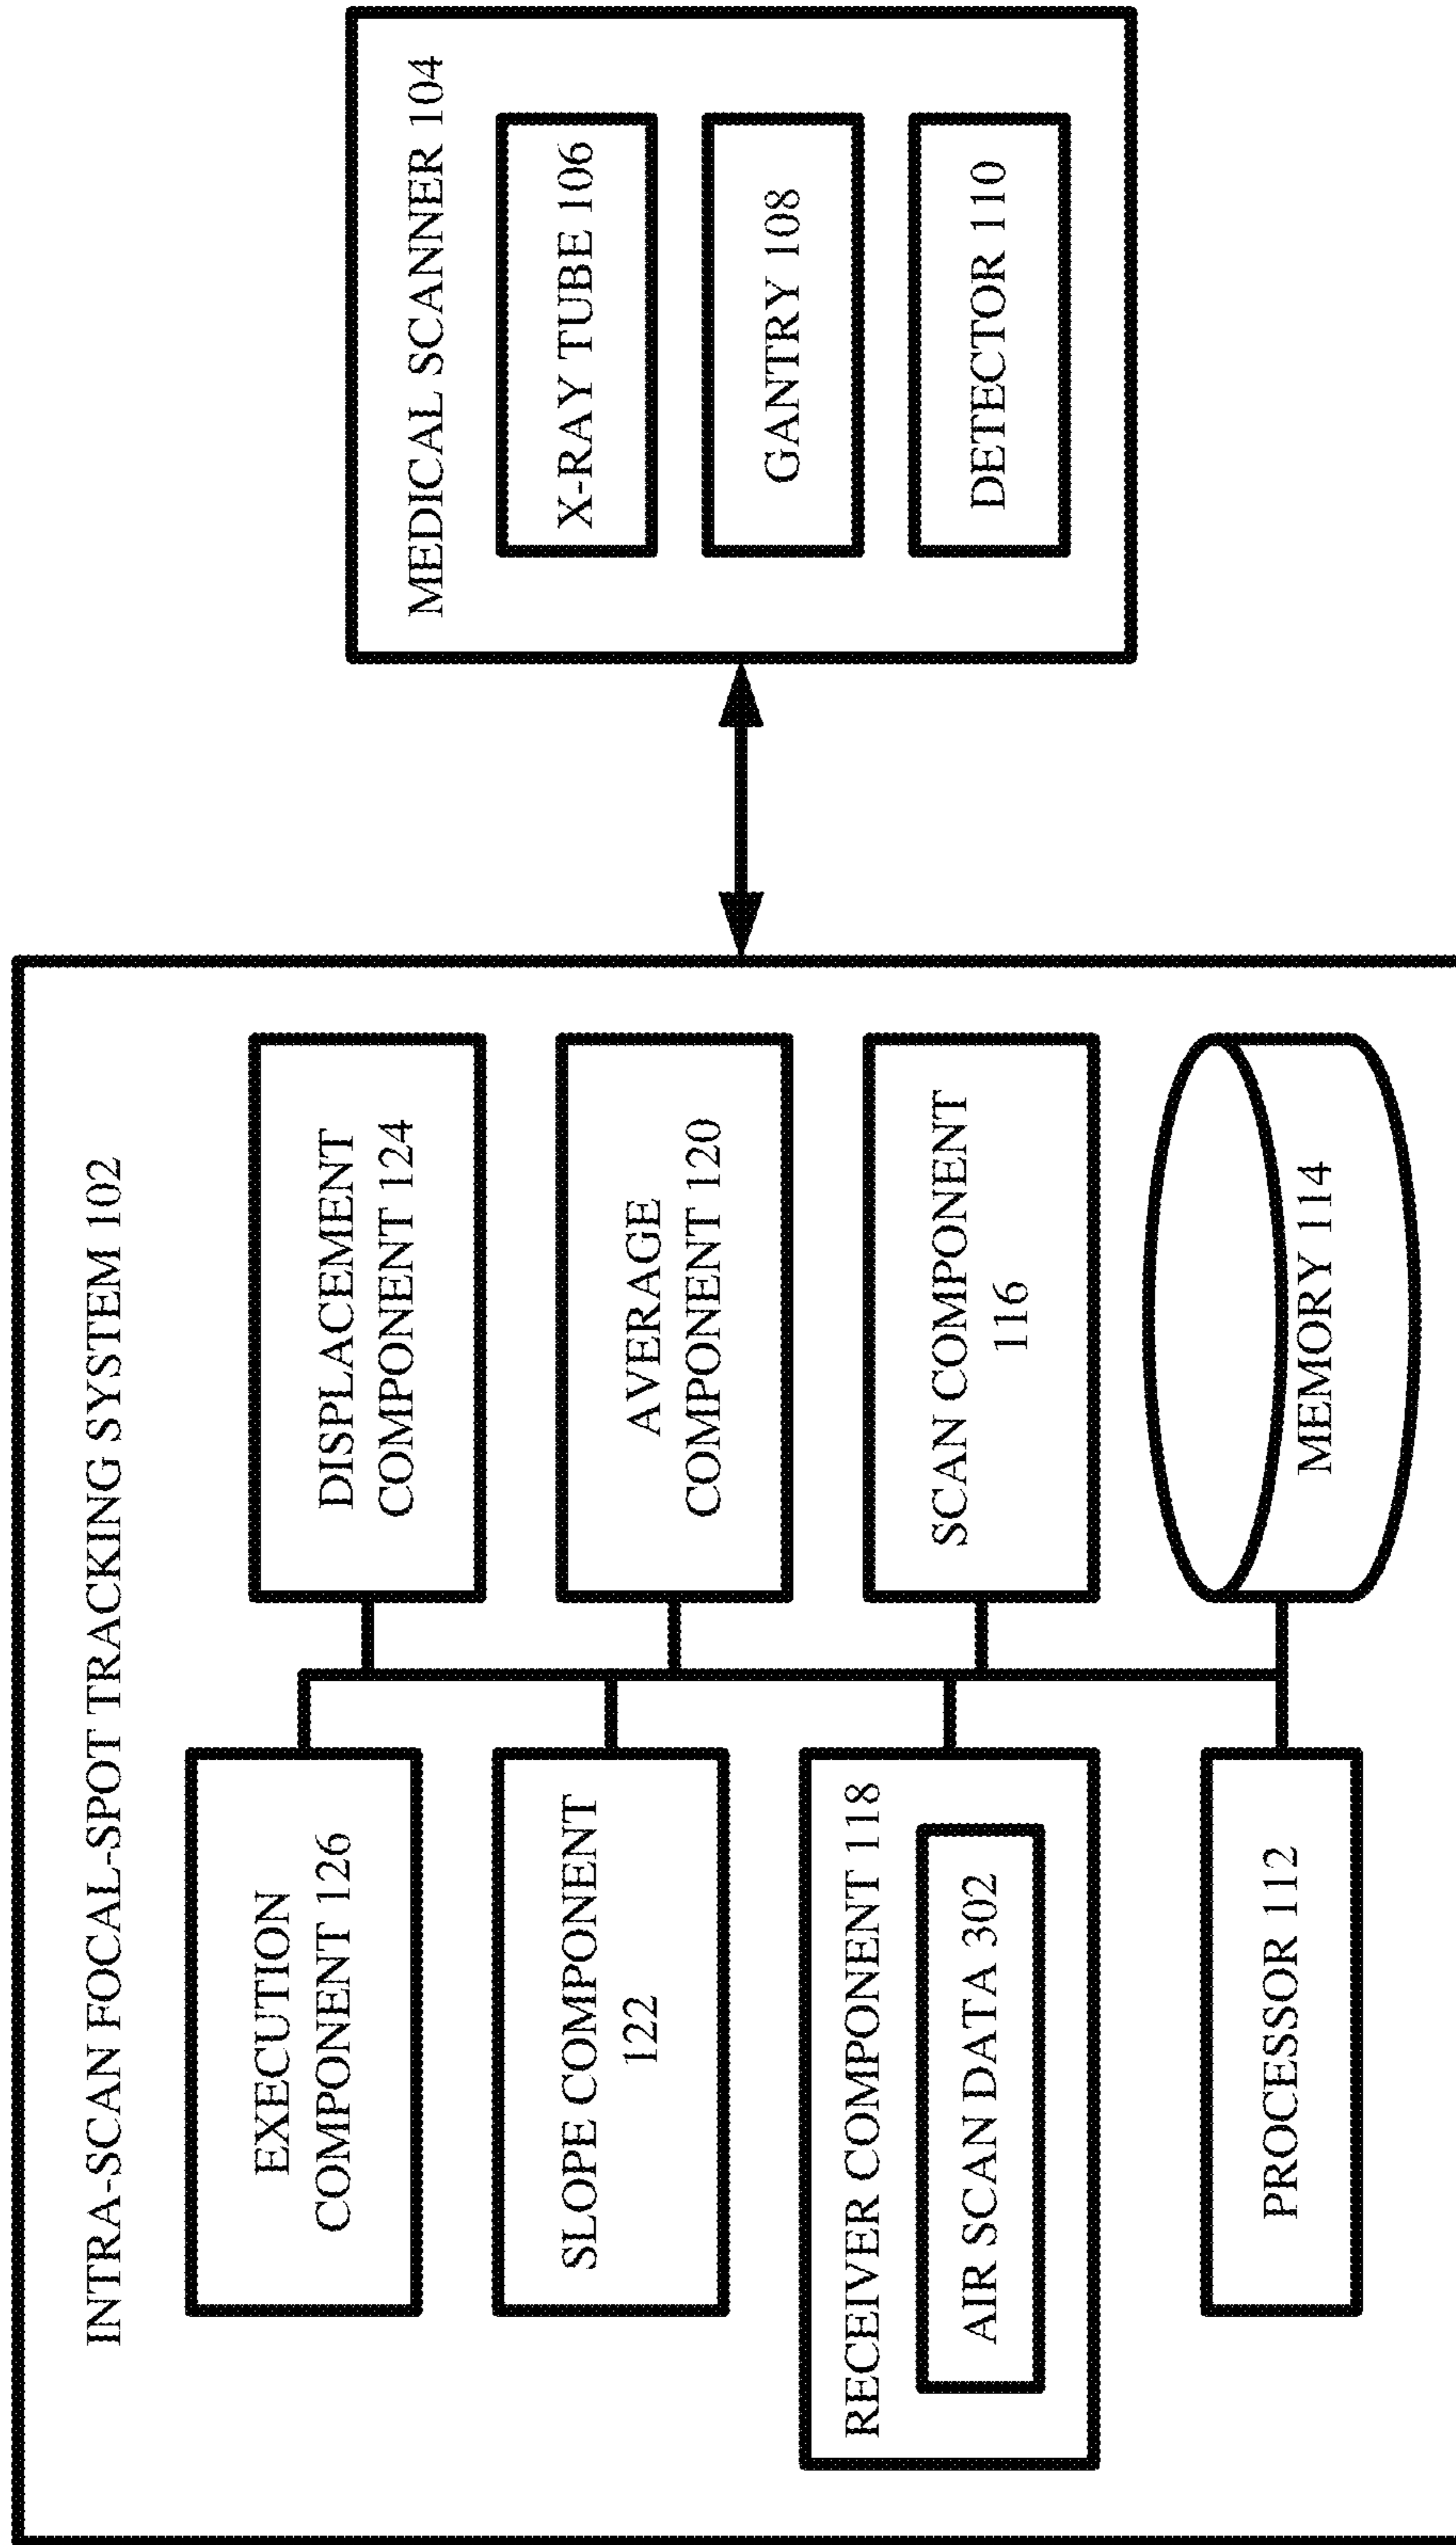 INTRA-SCAN FOCAL-SPOT TRACKING SYSTEM 102
EXECUTION
COMPONENT 126
DISPLACEMENT
COMPONENT 124
SLOPE COMPONENT
122
AVERAGE
COMPONENT 120
RECEIVER COMPONENT 118
AIR SCAN DATA 302
SCAN COMPONENT
116
PROCESSOR 112
MEMORY 114
MEDICAL SCANNER 104
X-RAY TUBE 106
GANTRY 108
DETECTOR 110